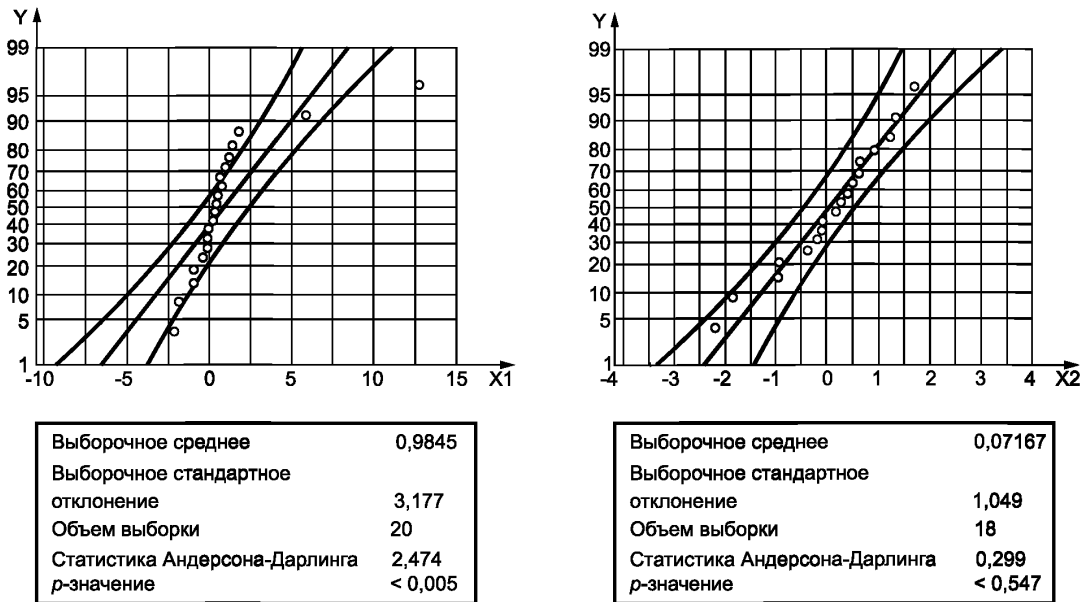 Y
99
95
90
80
70
60
50
40
30
20
10
5
1
-10 -5 0 5 10 15 X1
Выборочное среднее 0,9845
Выборочное стандартное
отклонение 3,177
Объем выборки 20
Статистика Андерсона-Дарлинга 2,474
p-значение < 0,005
Y
99
95
90
80
70
60
50
40
30
20
10
5
1
-4 -3 -2 -1 0 1 2 3 4 X2
Выборочное среднее 0,07167
Выборочное стандартное
отклонение 1,049
Объем выборки 18
Статистика Андерсона-Дарлинга 0,299
p-значение < 0,547